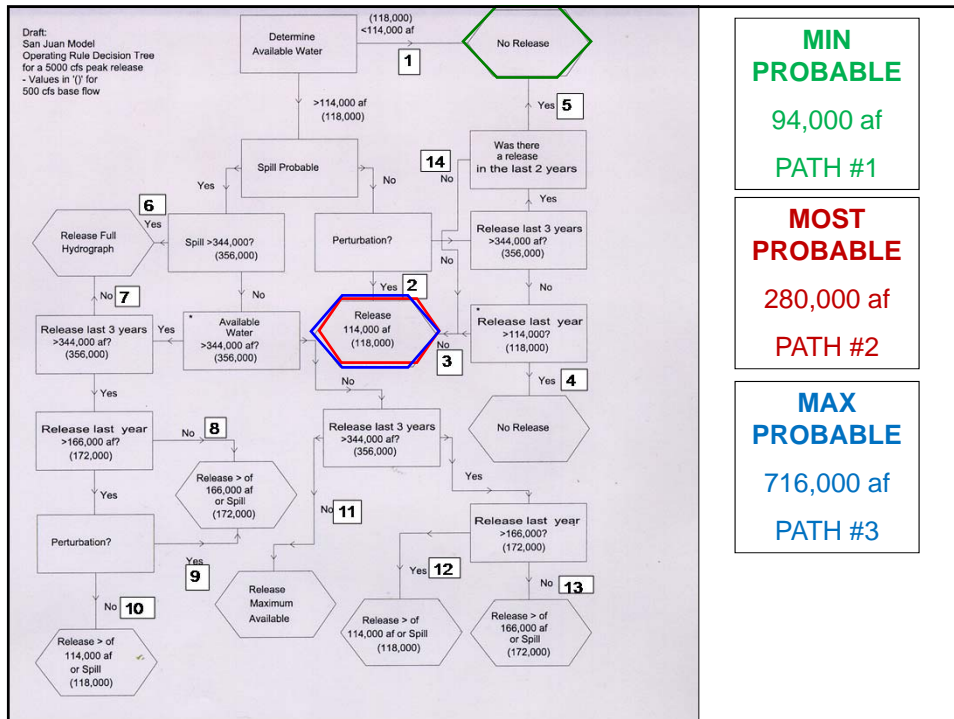 Draft:
San Juan Model
Operating Rule Decision Tree
for a 5000 cfs peak release
- Values in '()' for
500 cfs base flow
Determine
Available Water
(118,000)
<114,000 af
1
No Release
>114,000 af
(118,000)
Yes
5
Spill Probable
14
No
Was there
a release
in the last 2 years
Yes
No
Yes
6
Yes
Release Full
Hydrograph
Spill >344,000?
(356,000)
Perturbation?
Release last 3 years
>344,000 af?
(356,000)
No
7
No
Yes
2
No
No
Release last 3 years
>344,000 af?
(356,000)
Yes
* Available
Water
>344,000 af?
(356,000)
Release
114,000 af
(118,000)
No
3
*
Release last year
>114,000?
(118,000)
Yes
No
Yes
4
Release last year
>166,000 af?
(172,000)
No
8
Release last 3 years
>344,000 af?
(356,000)
No Release
Yes
Release > of
166,000 af
or Spill
(172,000)
No
11
Yes
Perturbation?
Yes
9
Release last year
>166,000?
(172,000)
No
10
Release
Maximum
Available
Yes
12
No
13
Release > of
114,000 af
or Spill
(118,000)
Release > of
114,000 af or Spill
(118,000)
Release > of
166,000 af
or Spill
(172,000)
MIN
PROBABLE
94,000 af
PATH #1
MOST
PROBABLE
280,000 af
PATH #2
MAX
PROBABLE
716,000 af
PATH #3